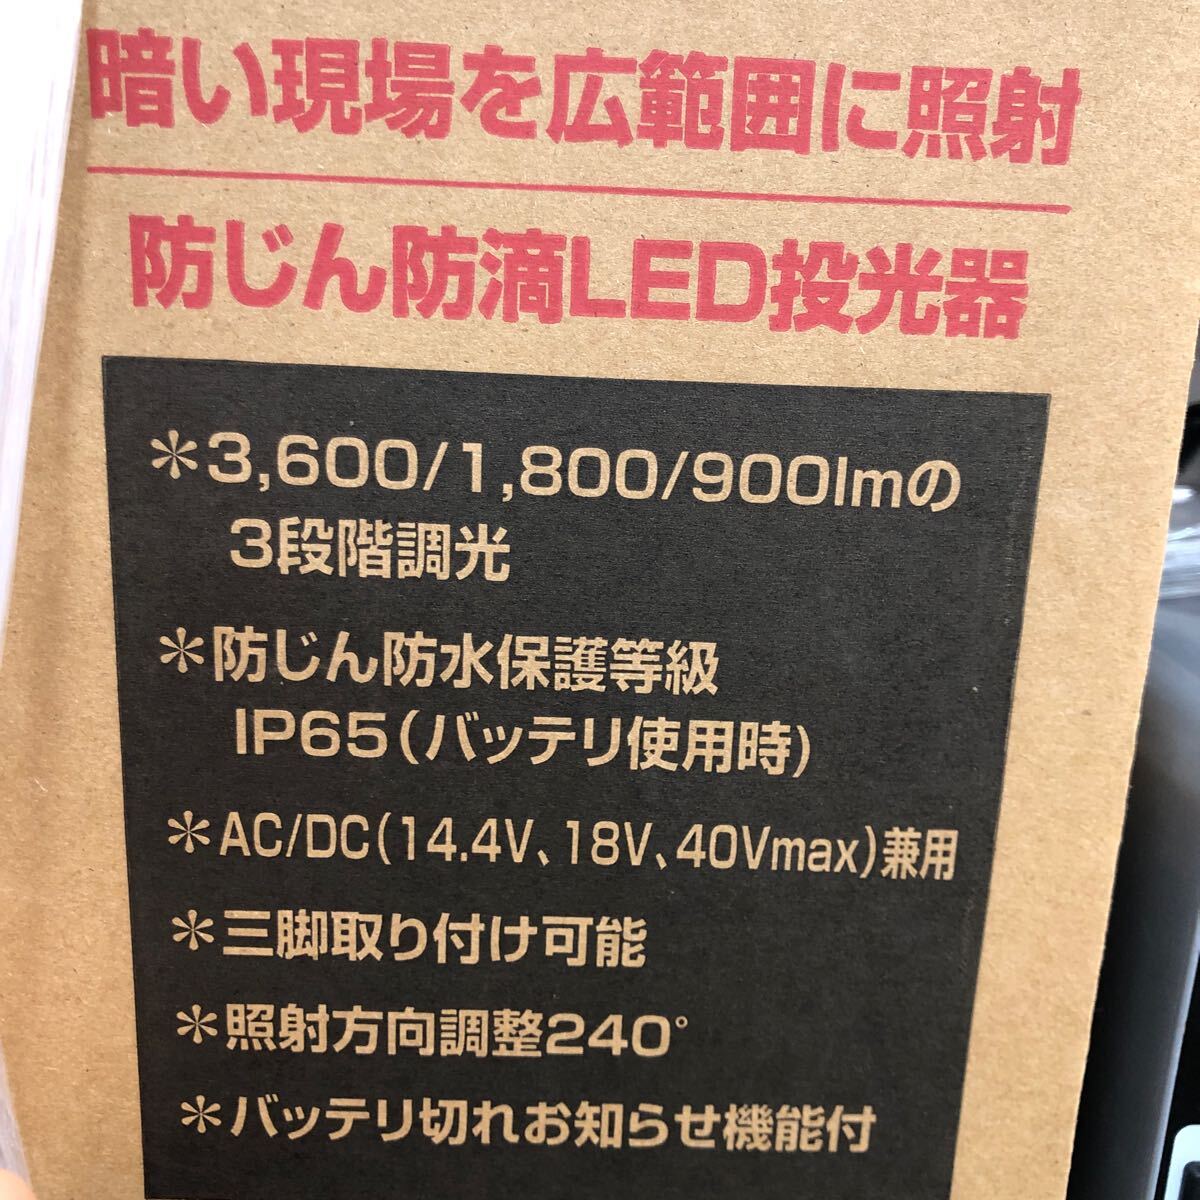 暗い現場を広範囲に照射
防じん防滴LED投光器
＊3,600/1,800/900lmの
3段階調光
＊防じん防水保護等級
IP65(バッテリ使用時)
＊AC/DC(14.4V、18V、40Vmax)兼用
＊三脚取り付け可能
＊照射方向調整240°
＊バッテリ切れお知らせ機能付